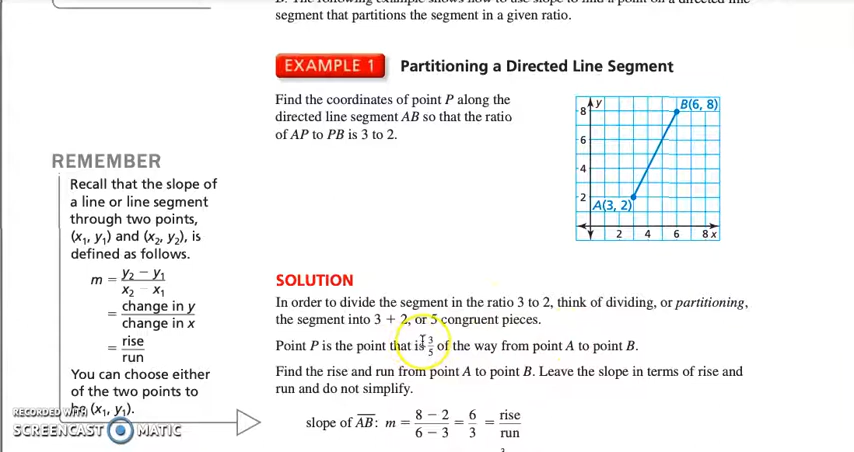 segment that partitions the segment in a given ratio.
EXAMPLE 1 Partitioning a Directed Line Segment
Find the coordinates of point P along the
directed line segment AB so that the ratio
of AP to PB is 3 to 2.
8 y
B(6, 8)
6
4
2
A(3, 2)
2 4 6 8 x
REMEMBER
Recall that the slope of
a line or line segment
through two points,
(x₁, y₁) and (x₂, y₂), is
defined as follows.
m = y₂ − y₁
x₂ − x₁
= change in y
change in x
= rise
run
You can choose either
of the two points to
be (x₁, y₁).
SOLUTION
In order to divide the segment in the ratio 3 to 2, think of dividing, or partitioning,
the segment into 3 + 2, or 5 congruent pieces.
Point P is the point that is 3/5 of the way from point A to point B.
Find the rise and run from point A to point B. Leave the slope in terms of rise and
run and do not simplify.
slope of AB: m = 8 − 2 / 6 − 3 = 6/3 = rise/run
RECORDED WITH
SCREENCAST O MATIC